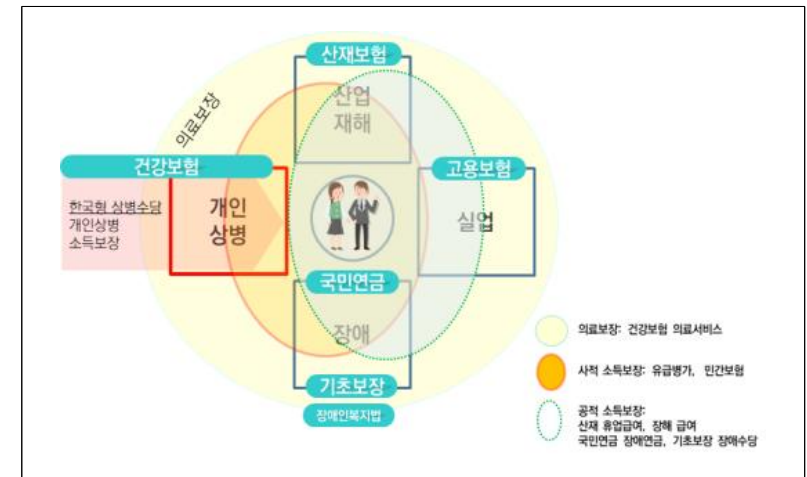 산재보험
산업
재해
의료보장
건강보험
한국형 상병수당
개인상병
소득보장
개인
상병
고용보험
실업
국민연금
장애
기초보장
장애인복지법
의료보장: 건강보험 의료서비스
사적 소득보장: 유급병가, 민간보험
공적 소득보장:
산재 휴업급여, 장해 급여
국민연금 장애연금, 기초보장 장애수당